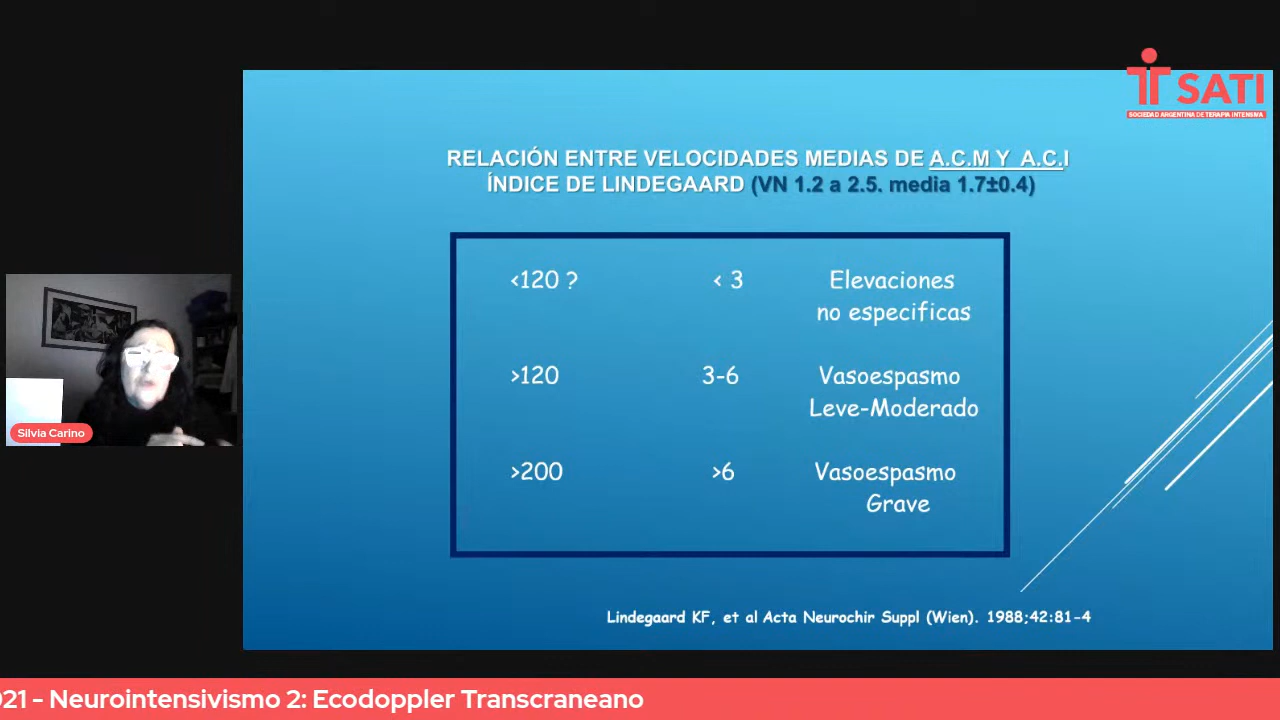 SATI
SOCIEDAD ARGENTINA DE TERAPIA INTENSIVA
RELACIÓN ENTRE VELOCIDADES MEDIAS DE A.C.M Y A.C.I
ÍNDICE DE LINDEGAARD (VN 1.2 a 2.5. media 1.7±0.4)
<120 ? < 3 Elevaciones
no especificas
>120 3-6 Vasoespasmo
Leve-Moderado
>200 >6 Vasoespasmo
Grave
Lindegaard KF, et al Acta Neurochir Suppl (Wien). 1988;42:81-4
Silvia Carino
021 - Neurointensivismo 2: Ecodoppler Transcraneano